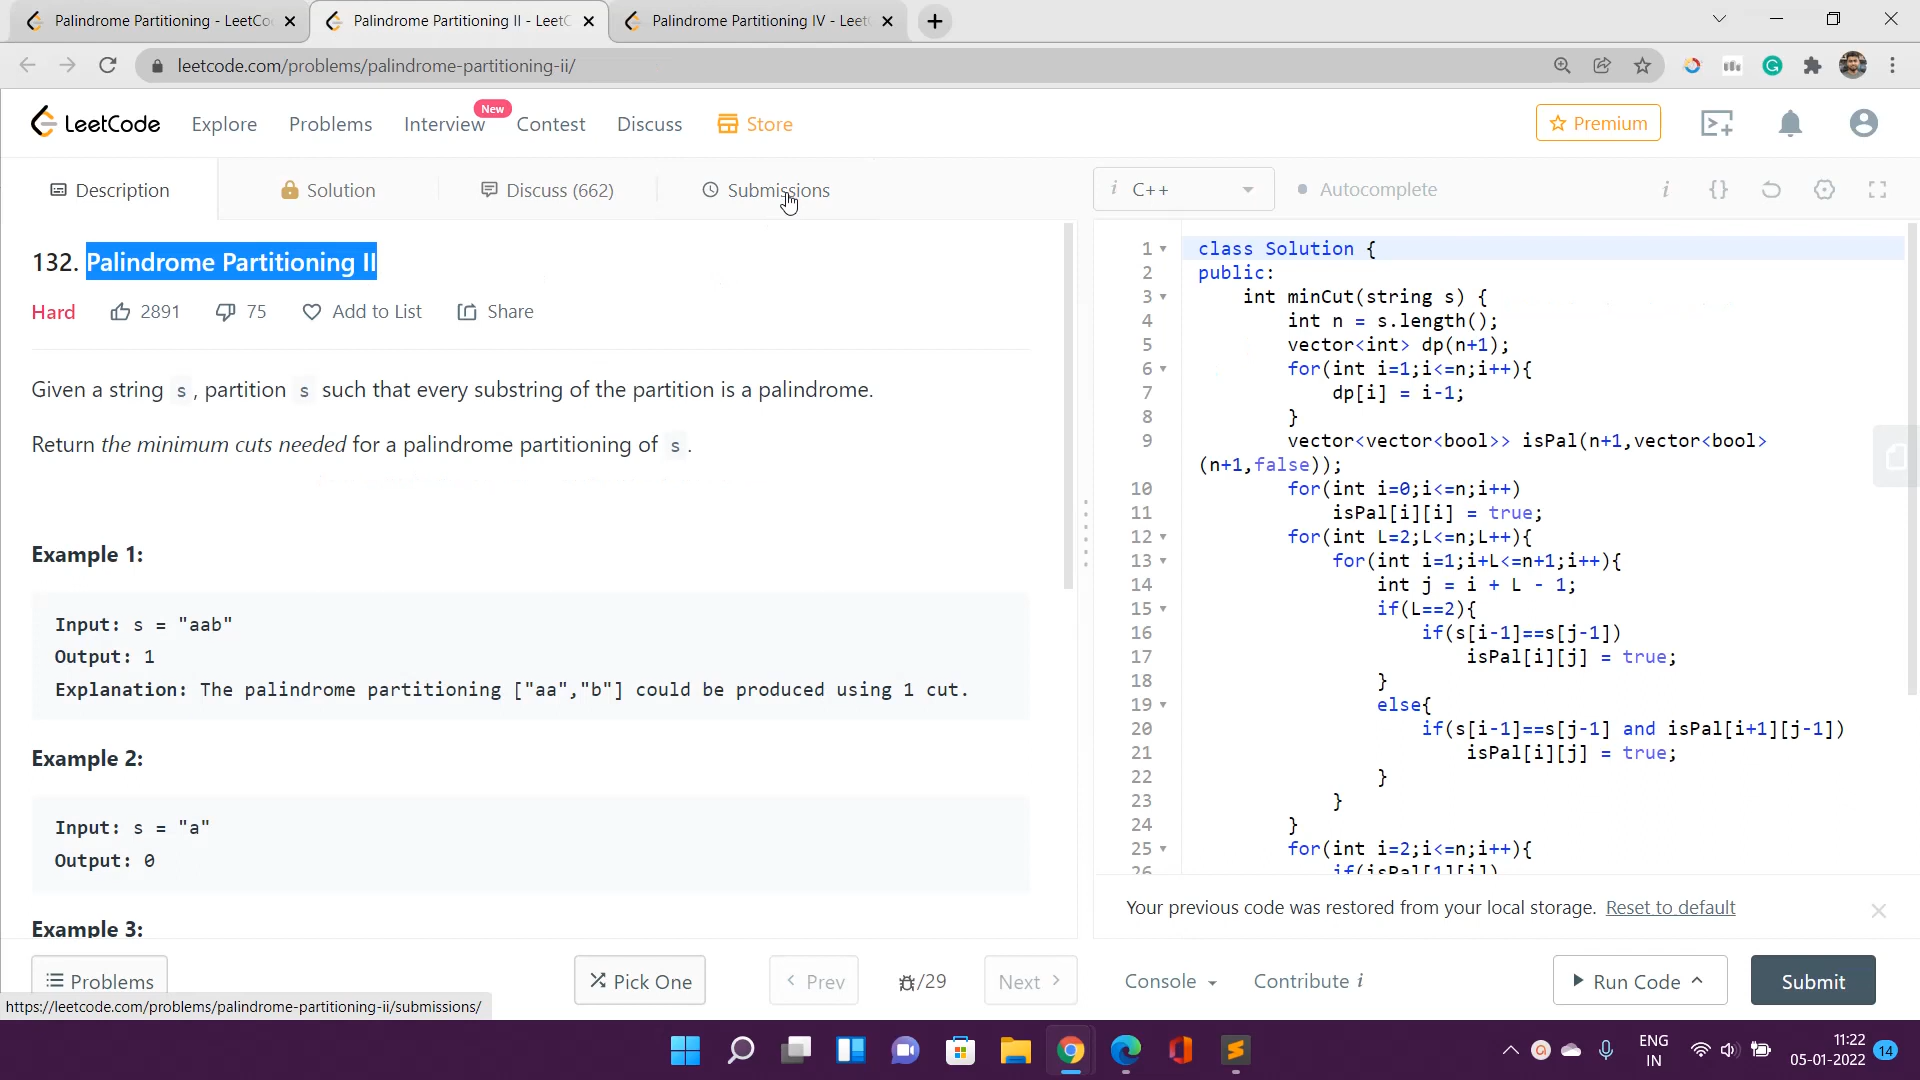 Palindrome Partitioning - LeetCo
Palindrome Partitioning II - LeetC
Palindrome Partitioning IV - Leet
leetcode.com/problems/palindrome-partitioning-ii/
LeetCode
Explore
Problems
Interview
New
Contest
Discuss
Store
Premium
Description
Solution
Discuss (662)
Submissions
i C++
Autocomplete
i
{}
132. Palindrome Partitioning II
Hard
2891
75
Add to List
Share
Given a string s, partition s such that every substring of the partition is a palindrome.
Return the minimum cuts needed for a palindrome partitioning of s.
Example 1:
Input: s = "aab"
Output: 1
Explanation: The palindrome partitioning ["aa","b"] could be produced using 1 cut.
Example 2:
Input: s = "a"
Output: 0
Example 3:
1 class Solution {
2 public:
3 int minCut(string s) {
4 int n = s.length();
5 vector<int> dp(n+1);
6 for(int i=1;i<=n;i++){
7 dp[i] = i-1;
8 }
9 vector<vector<bool>> isPal(n+1,vector<bool>
(n+1,false));
10 for(int i=0;i<=n;i++)
11 isPal[i][i] = true;
12 for(int L=2;L<=n;L++){
13 for(int i=1;i+L<=n+1;i++){
14 int j = i + L - 1;
15 if(L==2){
16 if(s[i-1]==s[j-1])
17 isPal[i][j] = true;
18 }
19 else{
20 if(s[i-1]==s[j-1] and isPal[i+1][j-1])
21 isPal[i][j] = true;
22 }
23 }
24 }
25 for(int i=2;i<=n;i++){
26 if(isPal[1][i])
Your previous code was restored from your local storage. Reset to default
Problems
Pick One
Prev
/29
Next
Console
Contribute i
Run Code
Submit
https://leetcode.com/problems/palindrome-partitioning-ii/submissions/
ENG
IN
11:22
05-01-2022
14